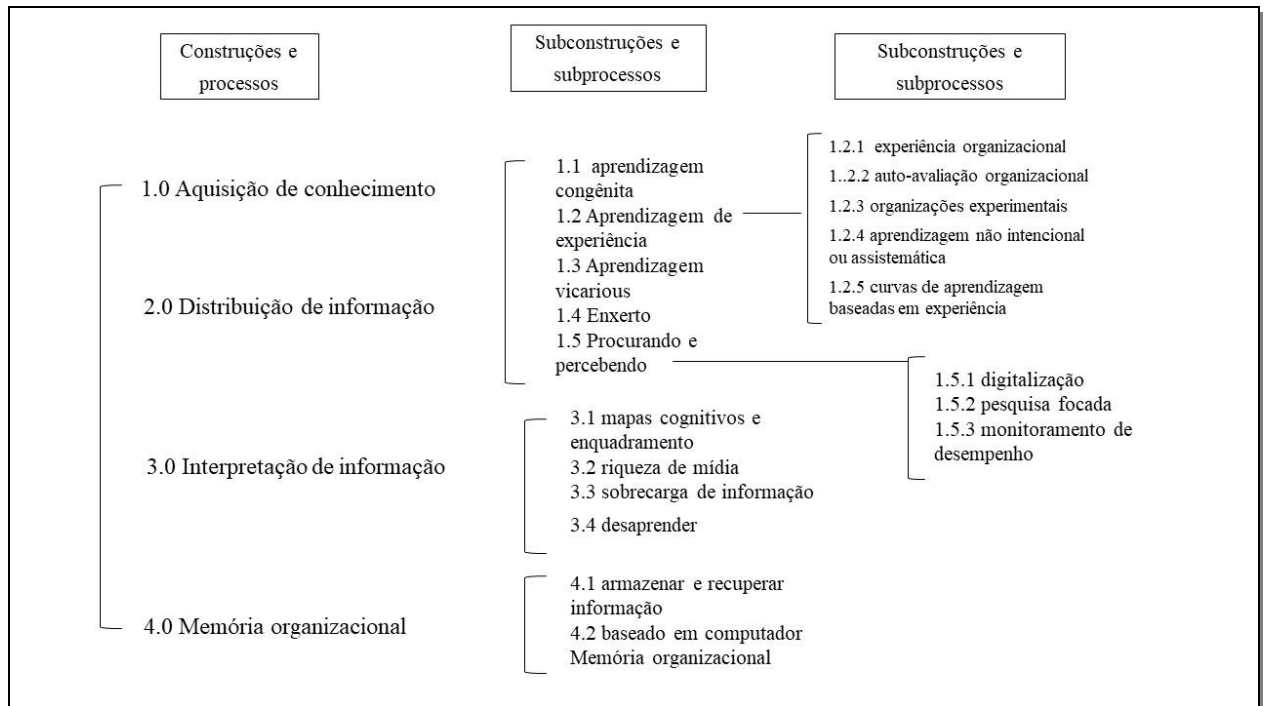 Construções e
processos
Subconstruções e
subprocessos
Subconstruções e
subprocessos
1.0 Aquisição de conhecimento
2.0 Distribuição de informação
3.0 Interpretação de informação
4.0 Memória organizacional
1.1 aprendizagem
congênita
1.2 Aprendizagem de
experiência
1.3 Aprendizagem
vicarious
1.4 Enxerto
1.5 Procurando e
percebendo
3.1 mapas cognitivos e
enquadramento
3.2 riqueza de mídia
3.3 sobrecarga de informação
3.4 desaprender
4.1 armazenar e recuperar
informação
4.2 baseado em computador
Memória organizacional
1.2.1 experiência organizacional
1..2.2 auto-avaliação organizacional
1.2.3 organizações experimentais
1.2.4 aprendizagem não intencional
ou assistemática
1.2.5 curvas de aprendizagem
baseadas em experiência
1.5.1 digitalização
1.5.2 pesquisa focada
1.5.3 monitoramento de
desempenho